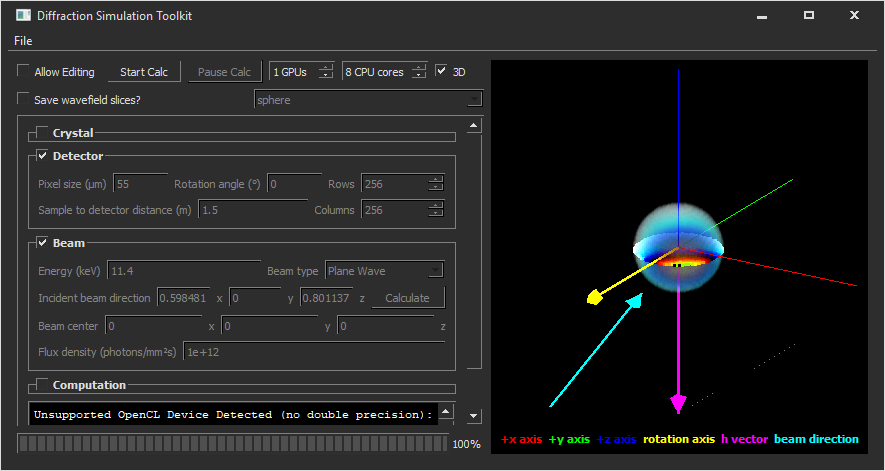 Diffraction Simulation Toolkit
File
Allow Editing Start Calc Pause Calc 1 GPUs 8 CPU cores 3D
Save wavefield slices? sphere
Crystal
Detector
Pixel size (µm) 55 Rotation angle (°) 0 Rows 256
Sample to detector distance (m) 1.5 Columns 256
Beam
Energy (keV) 11.4 Beam type Plane Wave
Incident beam direction 0.598481 x 0 y 0.801137 z Calculate
Beam center 0 x 0 y 0 z
Flux density (photons/mm²s) 1e+12
Computation
Unsupported OpenCL Device Detected (no double precision):
100%
+x axis +y axis +z axis rotation axis h vector beam direction